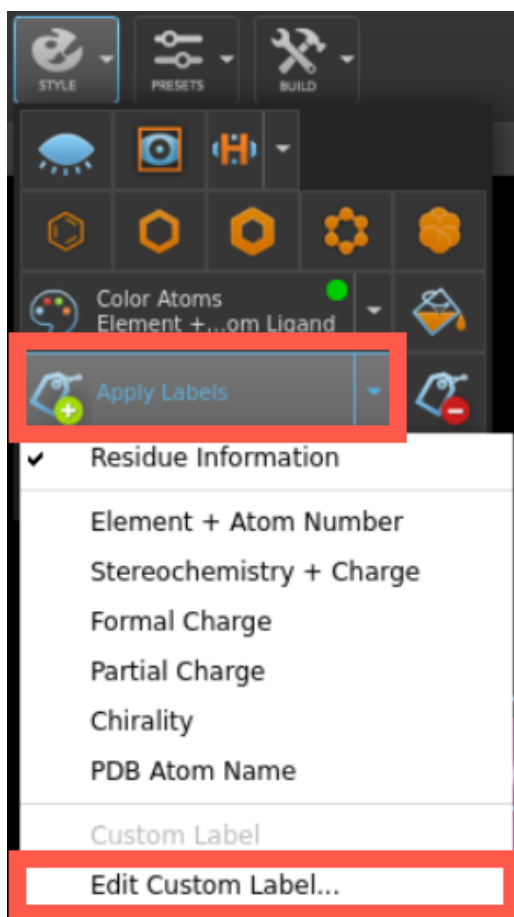 STYLE
PRESETS
BUILD
H
Color Atoms
Element +...om Ligand
Apply Labels
Residue Information
Element + Atom Number
Stereochemistry + Charge
Formal Charge
Partial Charge
Chirality
PDB Atom Name
Custom Label
Edit Custom Label...